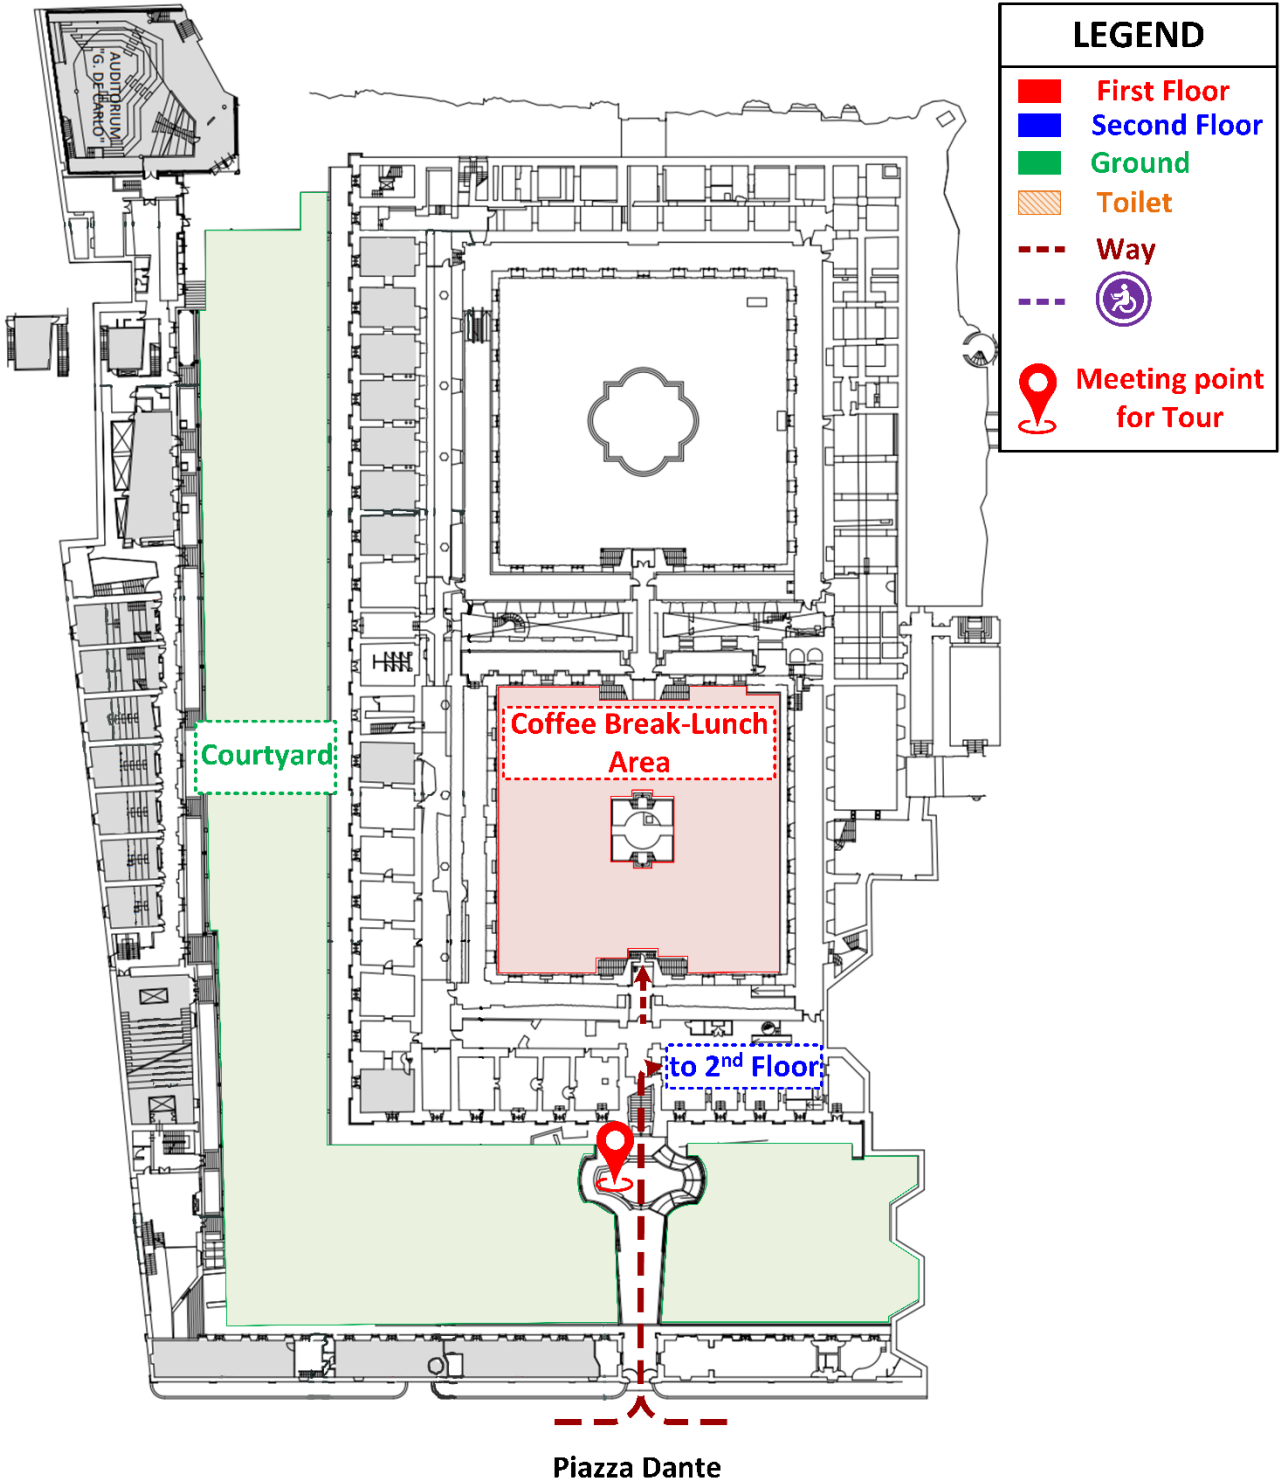 AUDITORIUM
"G. DE CARLO"
LEGEND
First Floor
Second Floor
Ground
Toilet
Way
Meeting point
for Tour
Coffee Break-Lunch
Area
Courtyard
to 2nd Floor
Piazza Dante